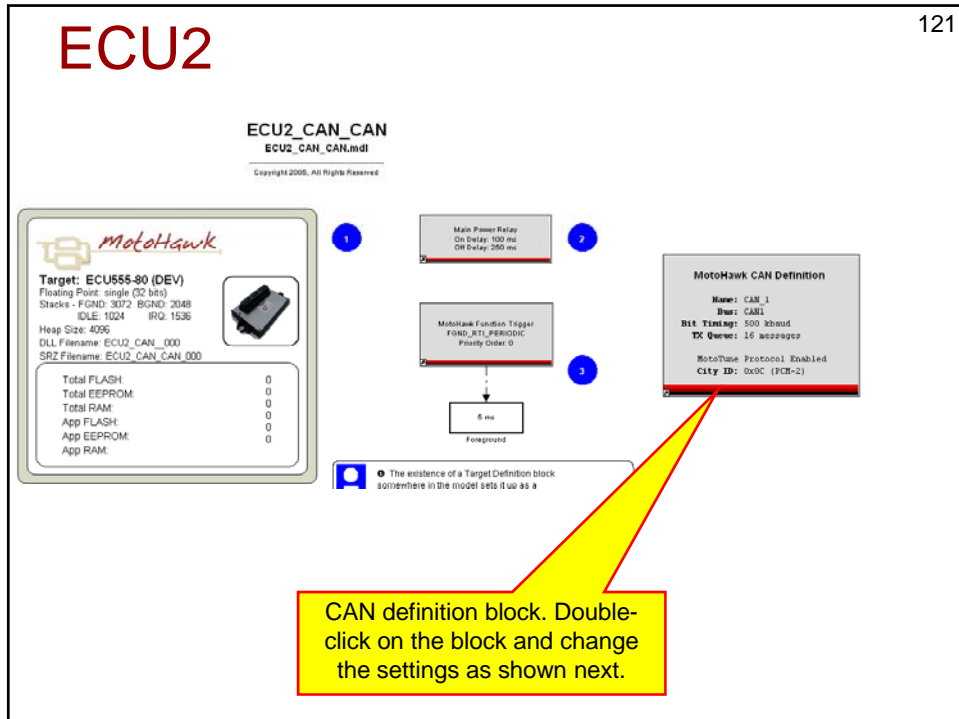 121
ECU2
ECU2_CAN_CAN
ECU2_CAN_CAN.mdl
Copyright 2005, All Rights Reserved
MotoHawk
Target: ECU555-80 (DEV)
Floating Point: single (32 bits)
Stacks - FGND: 3072 BGND: 2048
IDLE: 1024 IRQ: 1536
Heap Size: 4096
DLL Filename: ECU2_CAN__000
SRZ Filename: ECU2_CAN_CAN_000
Total FLASH: 0
Total EEPROM: 0
Total RAM: 0
App FLASH: 0
App EEPROM: 0
App RAM: 0
1
Main Power Relay
On Delay: 100 ms
Off Delay: 250 ms
2
MotoHawk Function Trigger
FGND_RTI_PERIODIC
Priority Order: 0
3
5 ms
Foreground
MotoHawk CAN Definition
Name: CAN_1
Bus: CAN1
Bit Timing: 500 kbaud
TX Queue: 16 messages
MotoTune Protocol Enabled
City ID: 0x0C (PCM-2)
1 The existence of a Target Definition block
somewhere in the model sets it up as a
CAN definition block. Double-
click on the block and change
the settings as shown next.